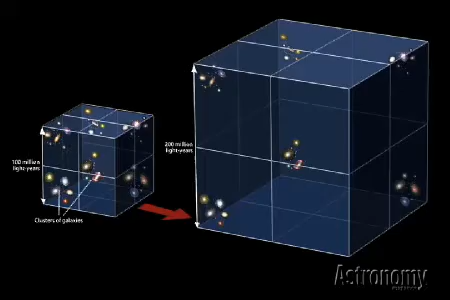 100 million
light-years
200 million
light-years
Clusters of galaxies
Astronomy